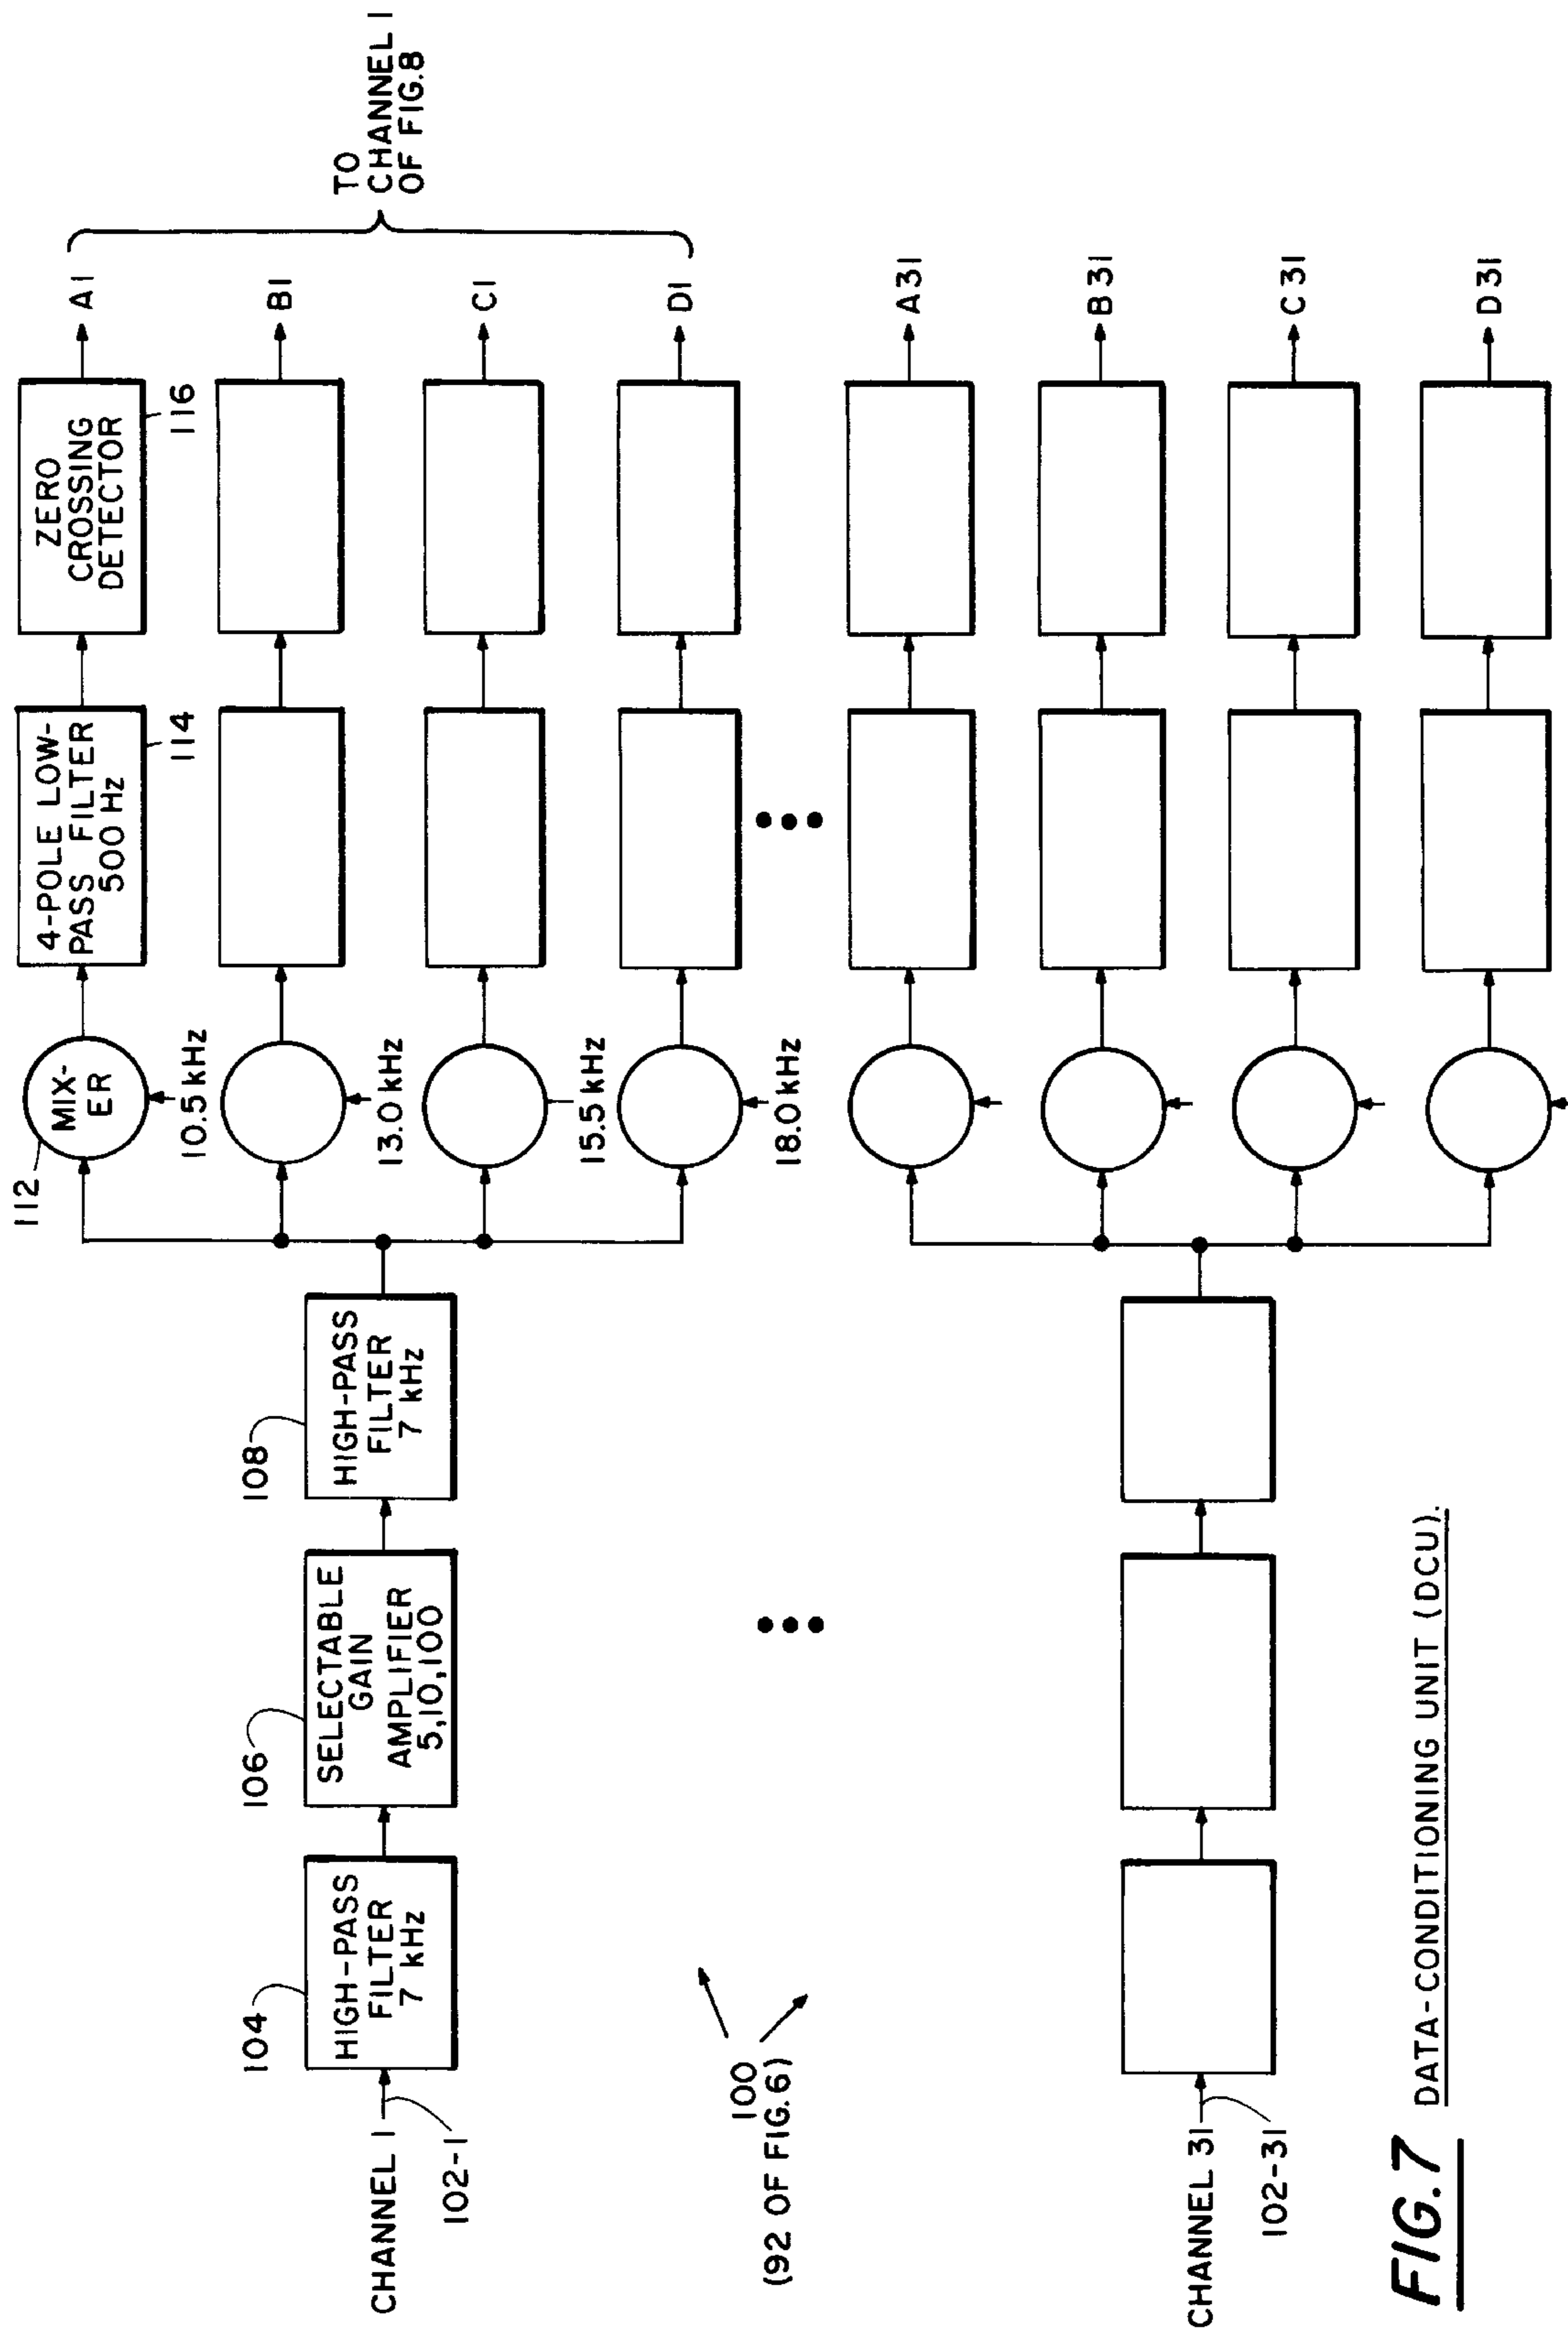 CHANNEL 1
102-1
104
HIGH-PASS
FILTER
7 kHz
106
SELECTABLE
GAIN
AMPLIFIER
5,10,100
108
HIGH-PASS
FILTER
7 kHz
112
MIX-
ER
10.5 kHz
13.0 kHz
15.5 kHz
18.0 kHz
4-POLE LOW-
PASS FILTER
500 Hz
114
ZERO
CROSSING
DETECTOR
116
A1
B1
C1
D1
TO
CHANNEL 1
OF FIG.8
100
(92 OF FIG.6)
CHANNEL 31
102-31
A31
B31
C31
D31
FIG.7 DATA-CONDITIONING UNIT (DCU).